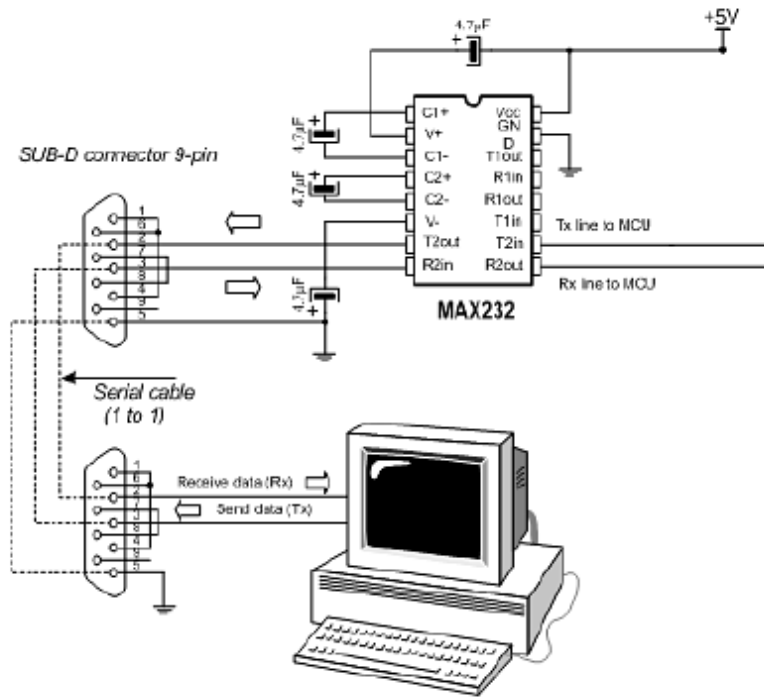 +5V
4.7µF
+
C1+
V+
C1-
C2+
C2-
V-
T2out
R2in
Vcc
GN
D
T1out
R1in
R1out
T1in
T2in
R2out
MAX232
+
4.7µF
+
4.7µF
4.7µF
+
SUB-D connector 9-pin
1
6
2
7
3
8
4
9
5
Tx line to MCU
Rx line to MCU
Serial cable
(1 to 1)
1
6
2
7
3
8
4
9
5
Receive data (Rx)
Send data (Tx)